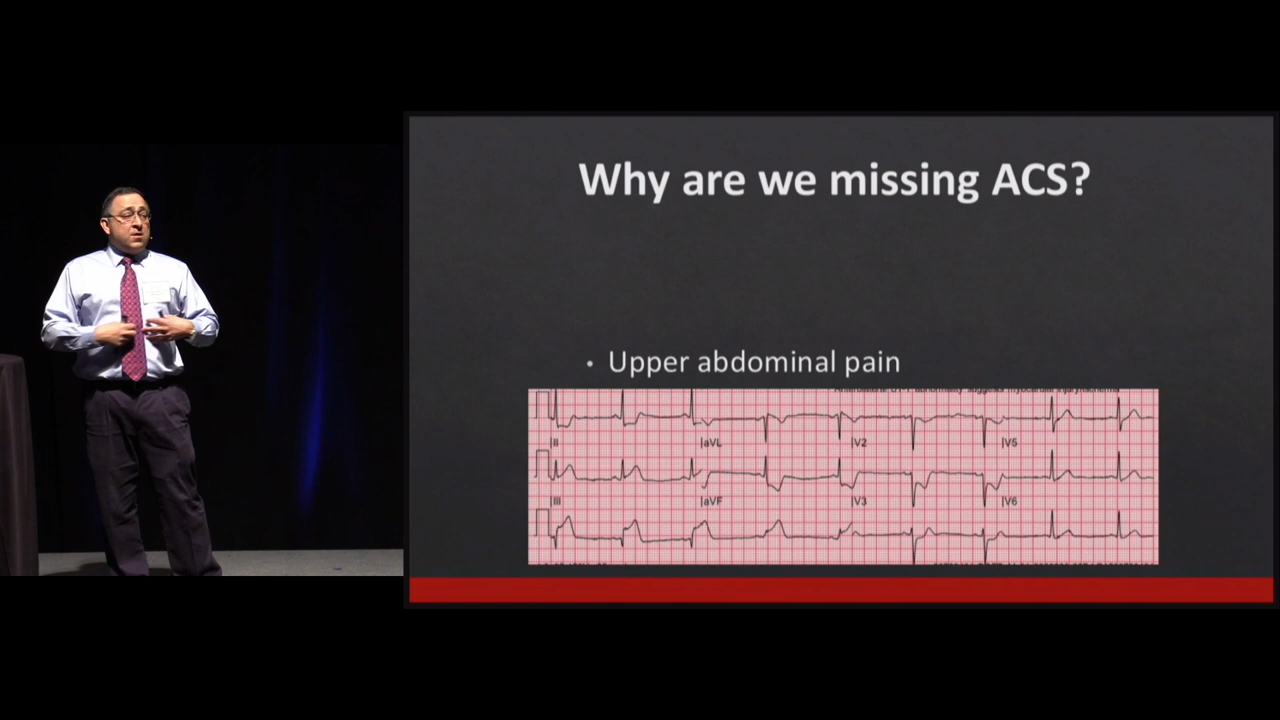 Why are we missing ACS?
• Upper abdominal pain
|II |aVL |V2 |V5
|III |aVF |V3 |V6